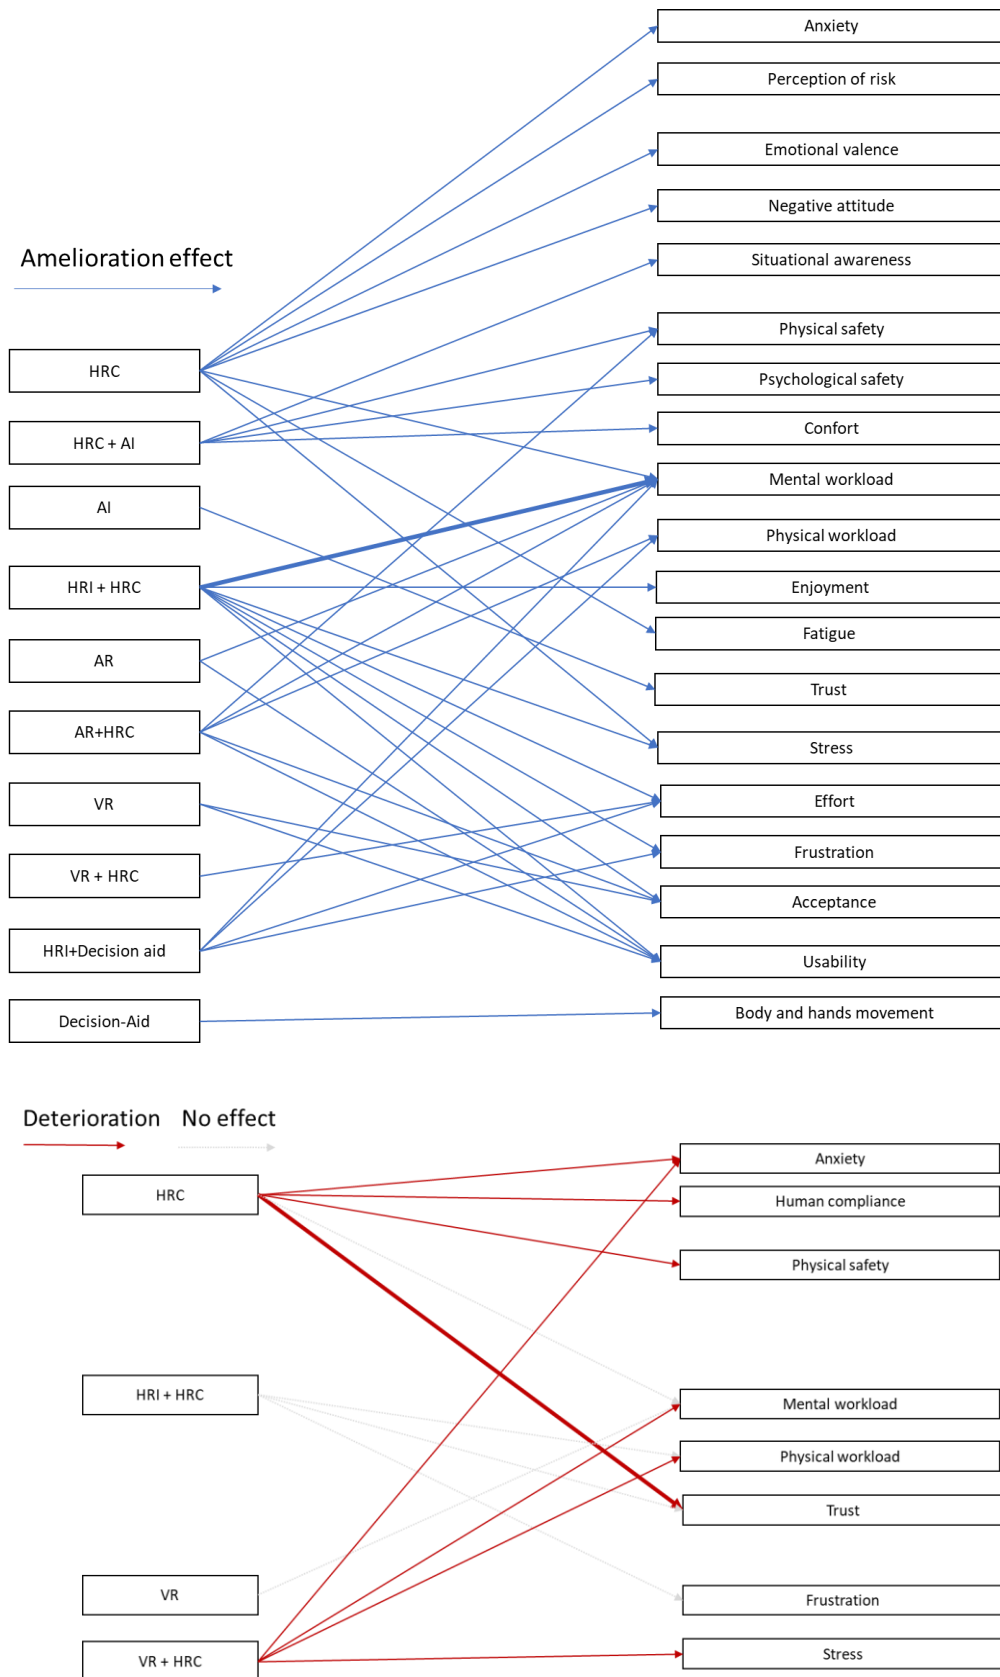 Anxiety
Perception of risk
Emotional valence
Negative attitude
Amelioration effect
Situational awareness
Physical safety
HRC
Psychological safety
HRC + AI
Confort
Mental workload
AI
Physical workload
HRI + HRC
Enjoyment
Fatigue
AR
Trust
AR+HRC
Stress
VR
Effort
Frustration
VR + HRC
Acceptance
HRI+Decision aid
Usability
Decision-Aid
Body and hands movement
Deterioration No effect
Anxiety
HRC
Human compliance
Physical safety
HRI + HRC
Mental workload
Physical workload
Trust
VR
Frustration
VR + HRC
Stress